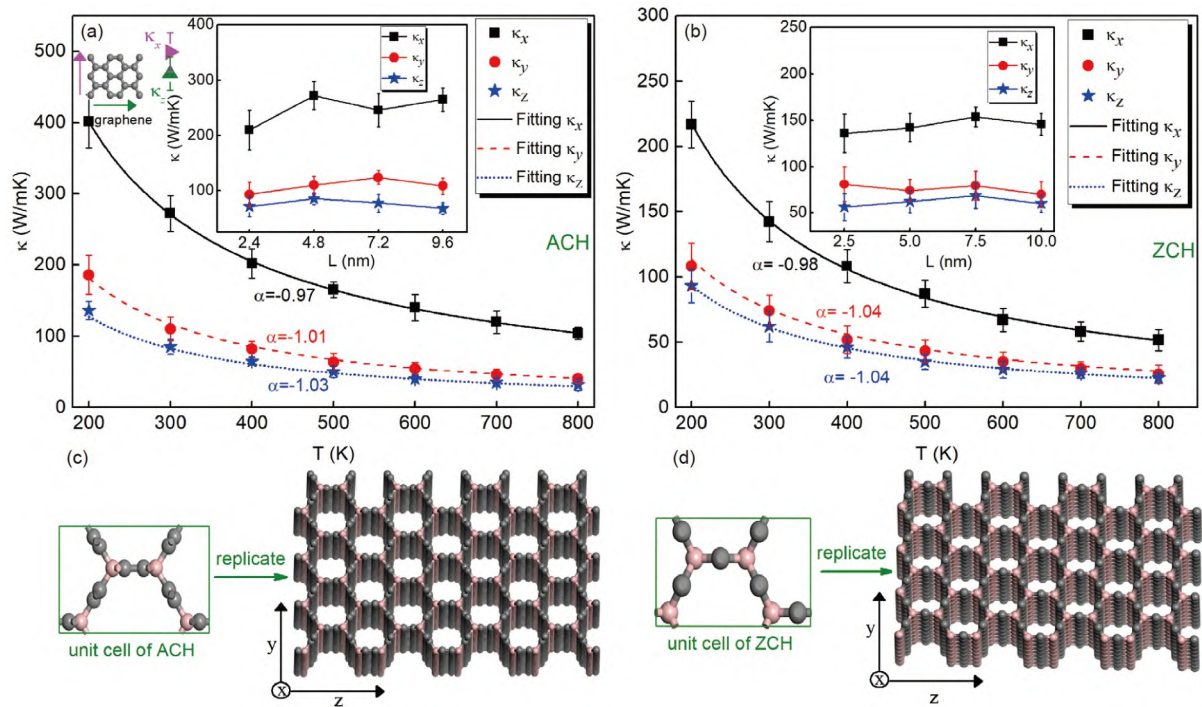 (a)
κx
κz
graphene
500
400
300
200
100
0
κ (W/mK)
200 300 400 500 600 700 800
T (K)
400
300
200
100
κ (W/mK)
2.4 4.8 7.2 9.6
L (nm)
κx
κy
κz
κx
κy
κz
Fitting κx
Fitting κy
Fitting κz
ACH
α=-0.97
α=-1.01
α=-1.03
(b)
300
250
200
150
100
50
0
κ (W/mK)
200 300 400 500 600 700 800
T (K)
250
200
150
100
50
κ (W/mK)
2.5 5.0 7.5 10.0
L (nm)
κx
κy
κz
κx
κy
κz
Fitting κx
Fitting κy
Fitting κz
ZCH
α= -0.98
α= -1.04
α= -1.04
(c)
unit cell of ACH
replicate
y
x
z
(d)
unit cell of ZCH
replicate
y
x
z